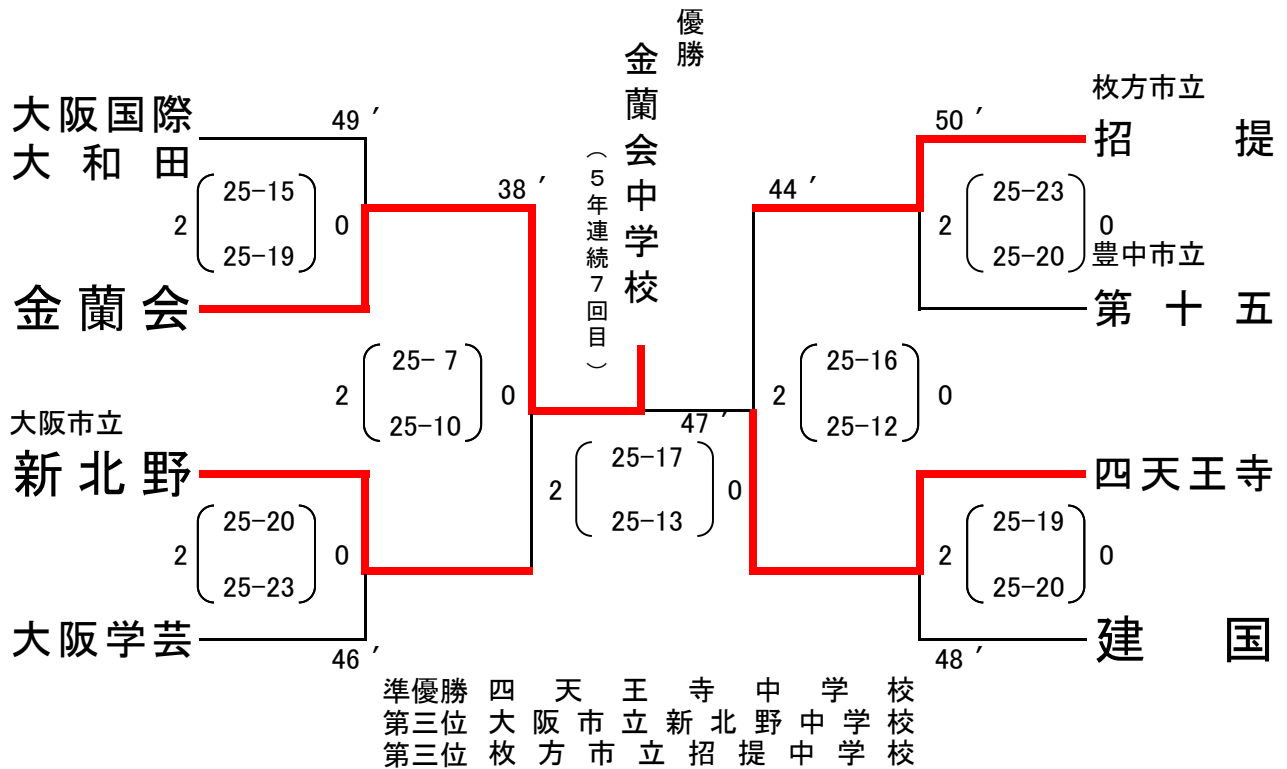 優勝
金蘭会中学校
（５年連続７回目）
大阪国際
大和田
49 ′
25-15
2 0
25-19
金蘭会
38 ′
25- 7
2 0
25-10
大阪市立
新北野
25-20
2 0
25-23
大阪学芸
46 ′
47 ′
25-17
2 0
25-13
枚方市立
招提
50 ′
25-23
2 0
25-20
豊中市立
第十五
44 ′
25-16
2 0
25-12
四天王寺
25-19
2 0
25-20
建国
48 ′
準優勝 四天王寺中学校
第三位 大阪市立新北野中学校
第三位 枚方市立招提中学校